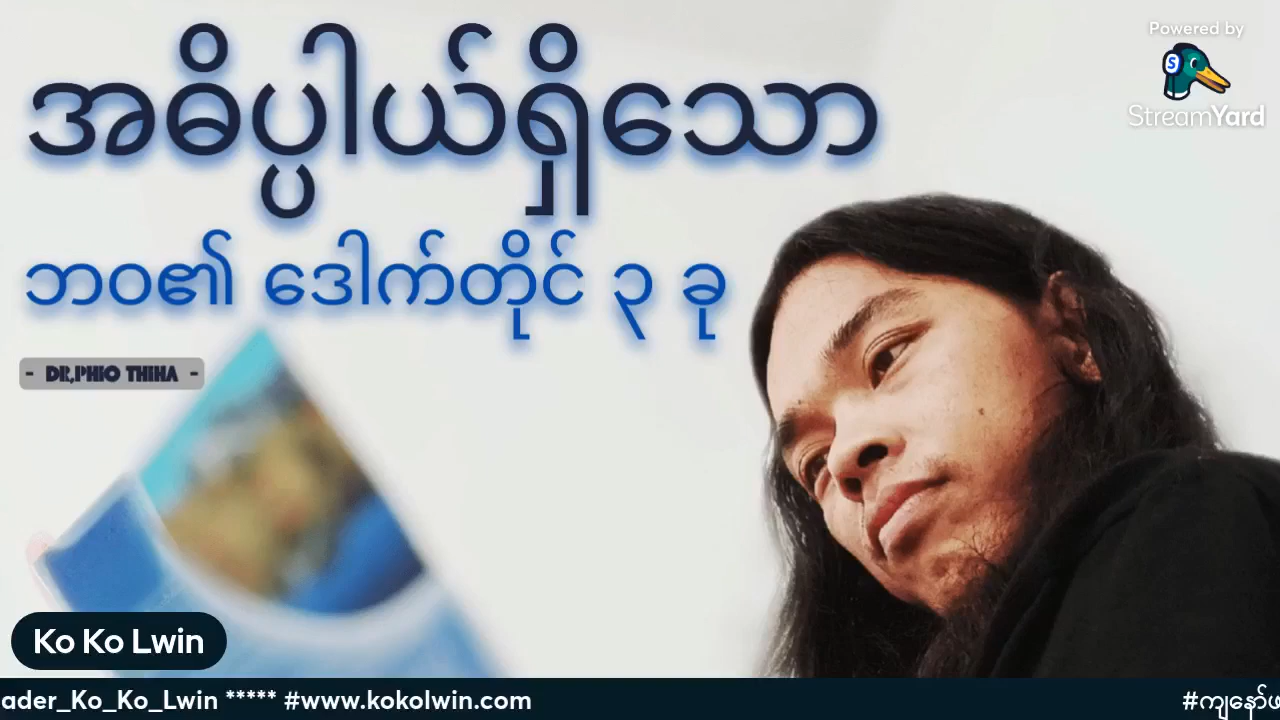 Powered by
StreamYard
အဓိပ္ပါယ်ရှိသော
ဘဝ၏ ဒေါက်တိုင် ၃ ခု
- DR,PHIO THIHA -
Ko Ko Lwin
ader_Ko_Ko_Lwin ***** #www.kokolwin.com